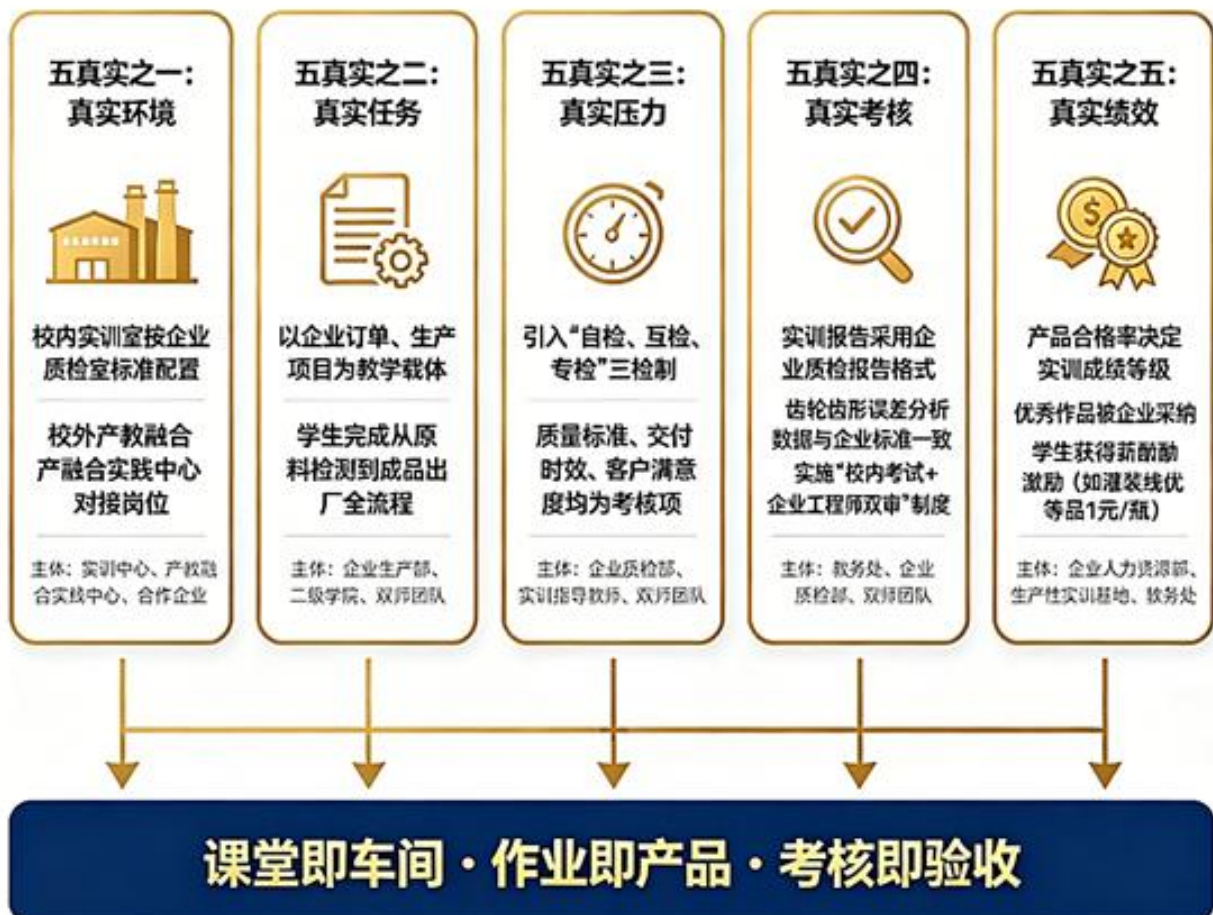 五真实之一：
真实环境
校内实训室按企业
质检室标准配置
校外产教融合
产融合实践中心
对接岗位
主体：实训中心、产教融
合实践中心、合作企业
五真实之二：
真实任务
以企业订单、生产
项目为教学载体
学生完成从原
料检测到成品出
厂全流程
主体：企业生产部、
二级学院、双师团队
五真实之三：
真实压力
引入“自检、互检、
专检”三检制
质量标准、交付
时效、客户满意
度均为考核项
主体：企业质检部、
实训指导教师、双师团队
五真实之四：
真实考核
实训报告采用企
业质检报告格式
齿轮齿形误差分析
数据与企业标准一致
实施“校内考试+
企业工程师双审”制度
主体：教务处、企业
质检部、双师团队
五真实之五：
真实绩效
$
产品合格率决定
实训成绩等级
优秀作品被企业采纳
学生获得薪酬
激励（如灌装线优
等品1元/瓶）
主体：企业人力资源部、
生产性实训基地、教务处
课堂即车间·作业即产品·考核即验收